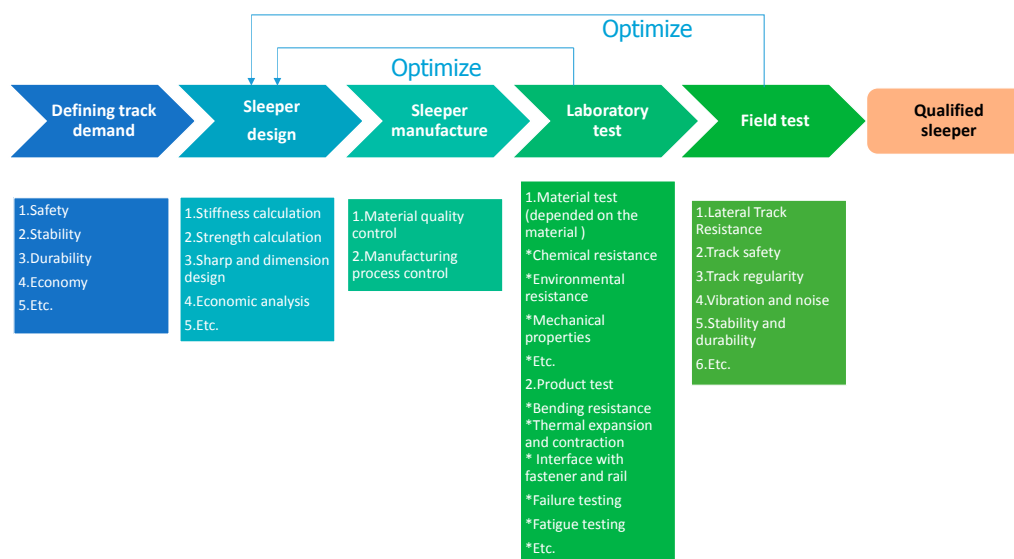 Optimize
Optimize
Defining track
demand
Sleeper
design
Sleeper
manufacture
Laboratory
test
Field test
Qualified
sleeper
1.Safety
2.Stability
3.Durability
4.Economy
5.Etc.
1.Stiffness calculation
2.Strength calculation
3.Sharp and dimension
design
4.Economic analysis
5.Etc.
1.Material quality
control
2.Manufacturing
process control
1.Material test
(depended on the
material )
*Chemical resistance
*Environmental
resistance
*Mechanical
properties
*Etc.
2.Product test
*Bending resistance
*Thermal expansion
and contraction
* Interface with
fastener and rail
*Failure testing
*Fatigue testing
*Etc.
1.Lateral Track
Resistance
2.Track safety
3.Track regularity
4.Vibration and noise
5.Stability and
durability
6.Etc.